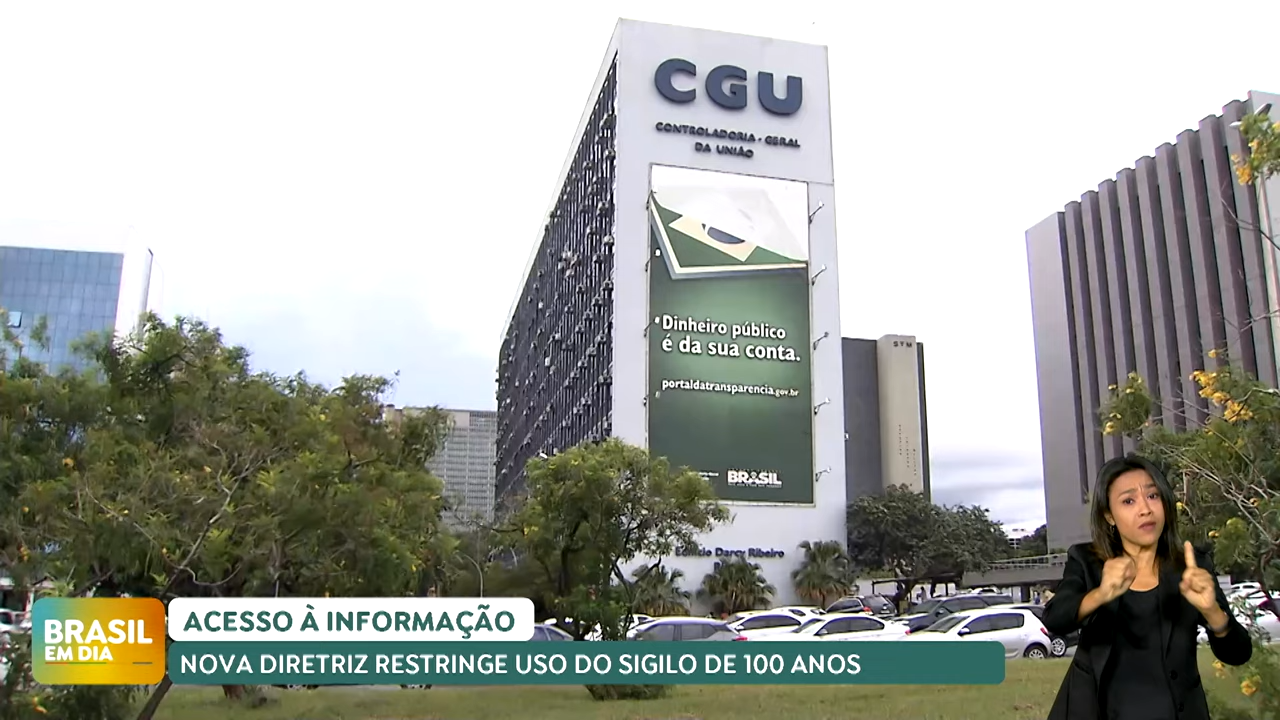 CGU
CONTROLADORIA-GERAL
DA UNIÃO
Dinheiro público
é da sua conta.
portaldatransparencia.gov.br
BRASIL
Edifício Darcy Ribeiro
BRASIL
EM DIA
ACESSO À INFORMAÇÃO
NOVA DIRETRIZ RESTRINGE USO DO SIGILO DE 100 ANOS